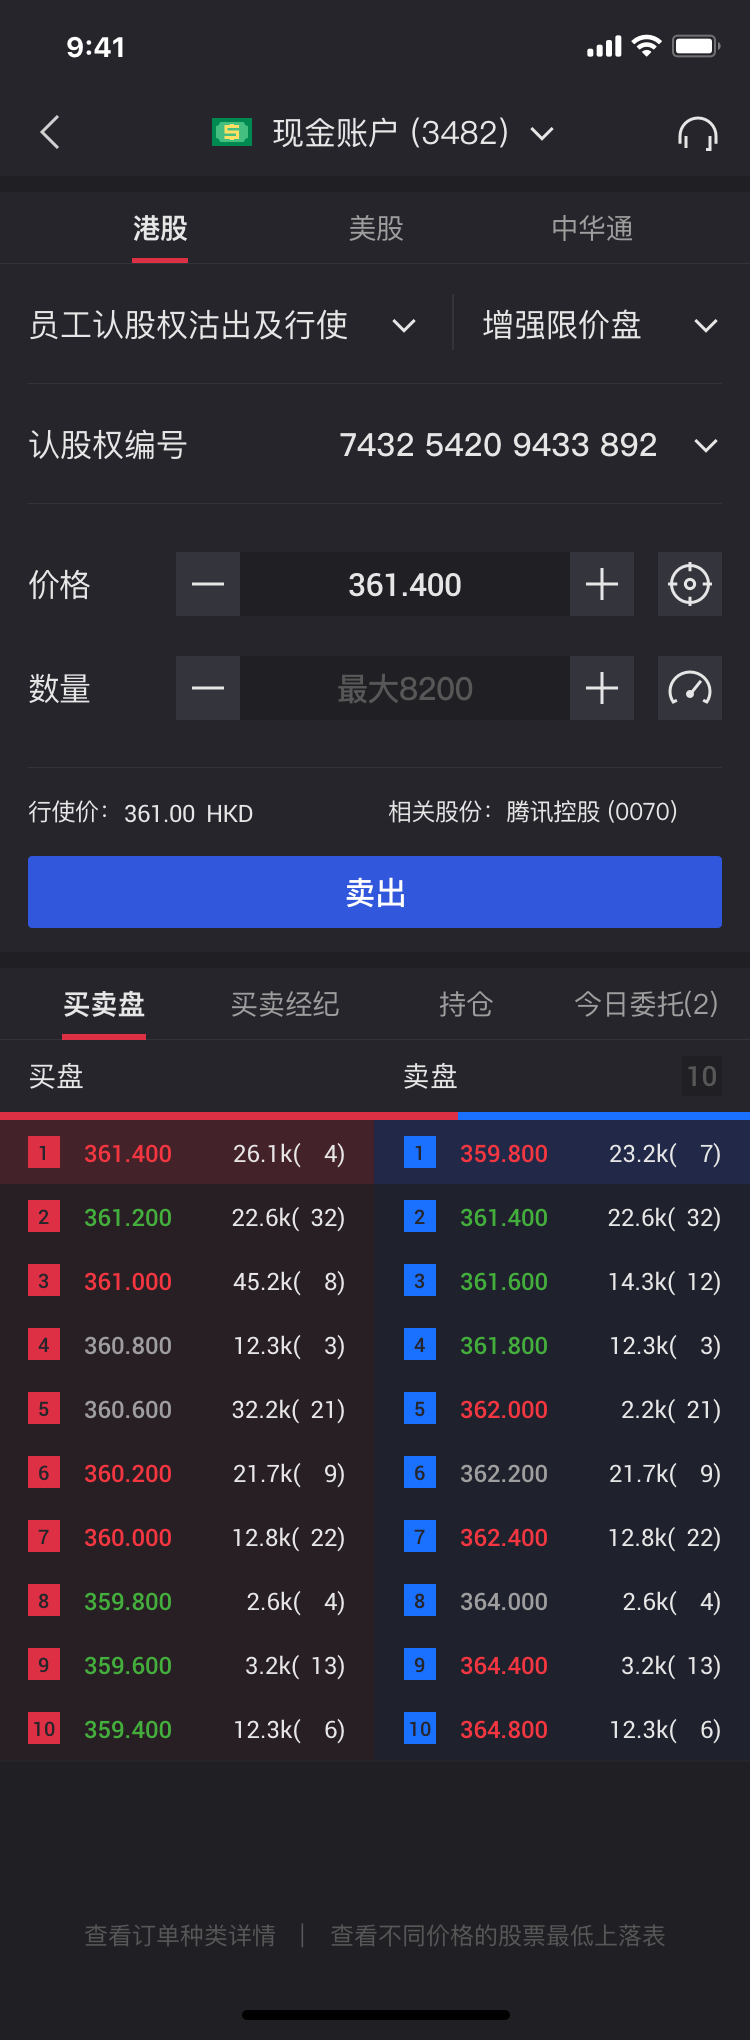 9:41
现金账户 (3482)
港股 美股 中华通
员工认股权沽出及行使 增强限价盘
认股权编号 7432 5420 9433 892
价格 361.400
数量 最大8200
行使价： 361.00 HKD 相关股份： 腾讯控股 (0070)
卖出
买卖盘 买卖经纪 持仓 今日委托(2)
买盘 卖盘 10
1 361.400 26.1k( 4) 1 359.800 23.2k( 7)
2 361.200 22.6k( 32) 2 361.400 22.6k( 32)
3 361.000 45.2k( 8) 3 361.600 14.3k( 12)
4 360.800 12.3k( 3) 4 361.800 12.3k( 3)
5 360.600 32.2k( 21) 5 362.000 2.2k( 21)
6 360.200 21.7k( 9) 6 362.200 21.7k( 9)
7 360.000 12.8k( 22) 7 362.400 12.8k( 22)
8 359.800 2.6k( 4) 8 364.000 2.6k( 4)
9 359.600 3.2k( 13) 9 364.400 3.2k( 13)
10 359.400 12.3k( 6) 10 364.800 12.3k( 6)
查看订单种类详情 | 查看不同价格的股票最低上落表